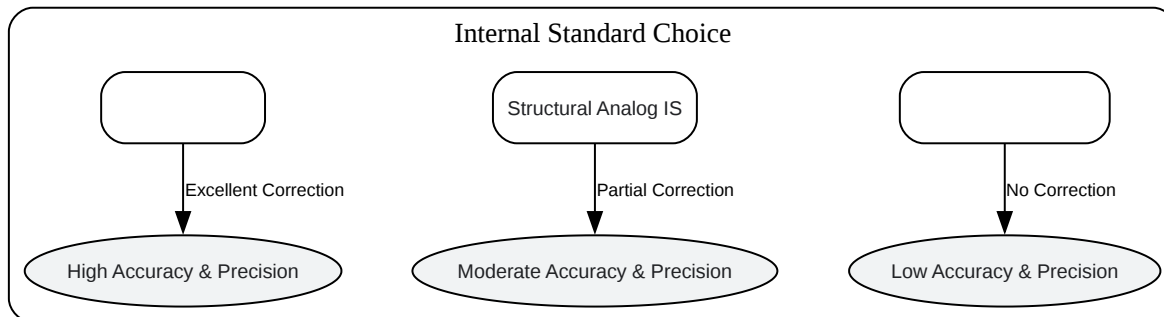 Internal Standard Choice
Structural Analog IS
Excellent Correction
Partial Correction
No Correction
High Accuracy & Precision
Moderate Accuracy & Precision
Low Accuracy & Precision